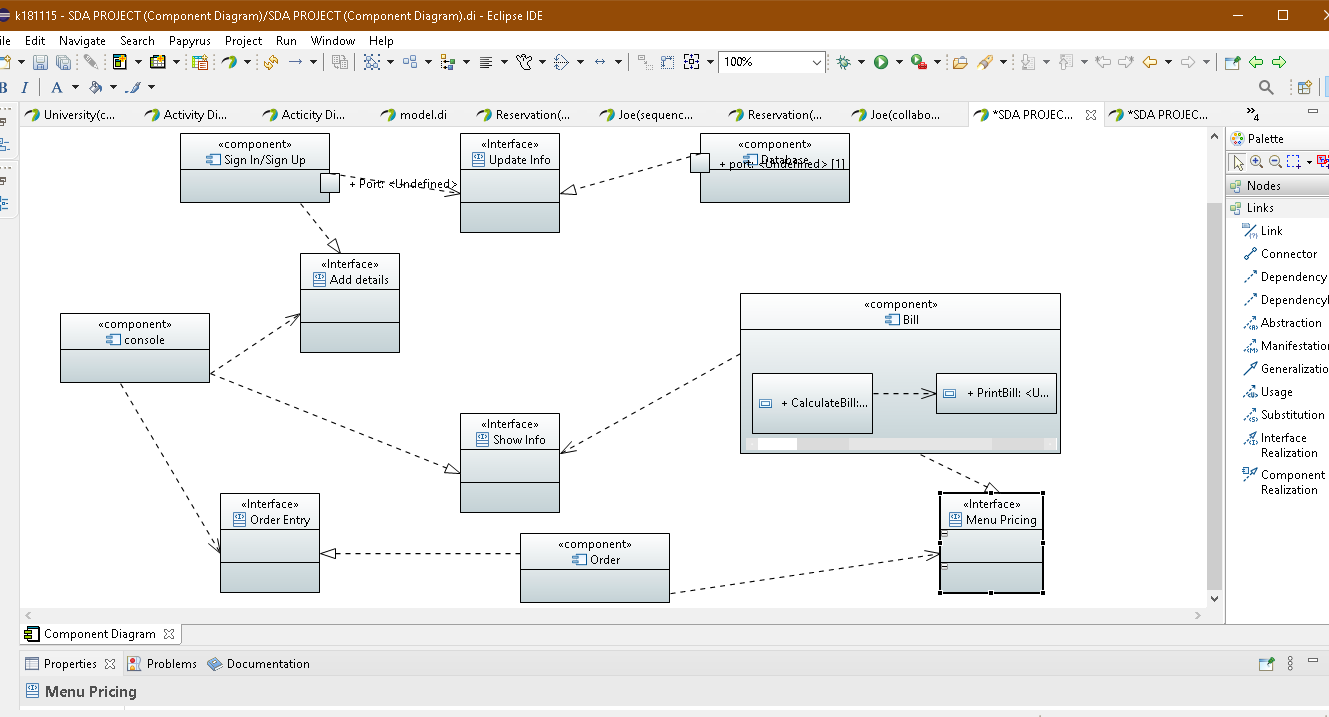 k181115 - SDA PROJECT (Component Diagram)/SDA PROJECT (Component Diagram).di - Eclipse IDE
ile Edit Navigate Search Papyrus Project Run Window Help
100%
B I A
University(c... Activity Di... Acticity Di... model.di Reservation(... Joe(sequenc... Reservation(... Joe(collabo... *SDA PROJEC... *SDA PROJEC... » 4
«component»
Sign In/Sign Up
+ Port: <Undefined>
«Interface»
Update Info
«component»
Database
+ port: <Undefined> [1]
«Interface»
Add details
«component»
console
«component»
Bill
+ CalculateBill:...
+ PrintBill: <U...
«Interface»
Show Info
«Interface»
Order Entry
«component»
Order
«Interface»
Menu Pricing
Palette
Nodes
Links
Link
Connector
Dependency
Dependency
Abstraction
Manifestatio
Generalizatio
Usage
Substitution
Interface
Realization
Component
Realization
Component Diagram
Properties Problems Documentation
Menu Pricing